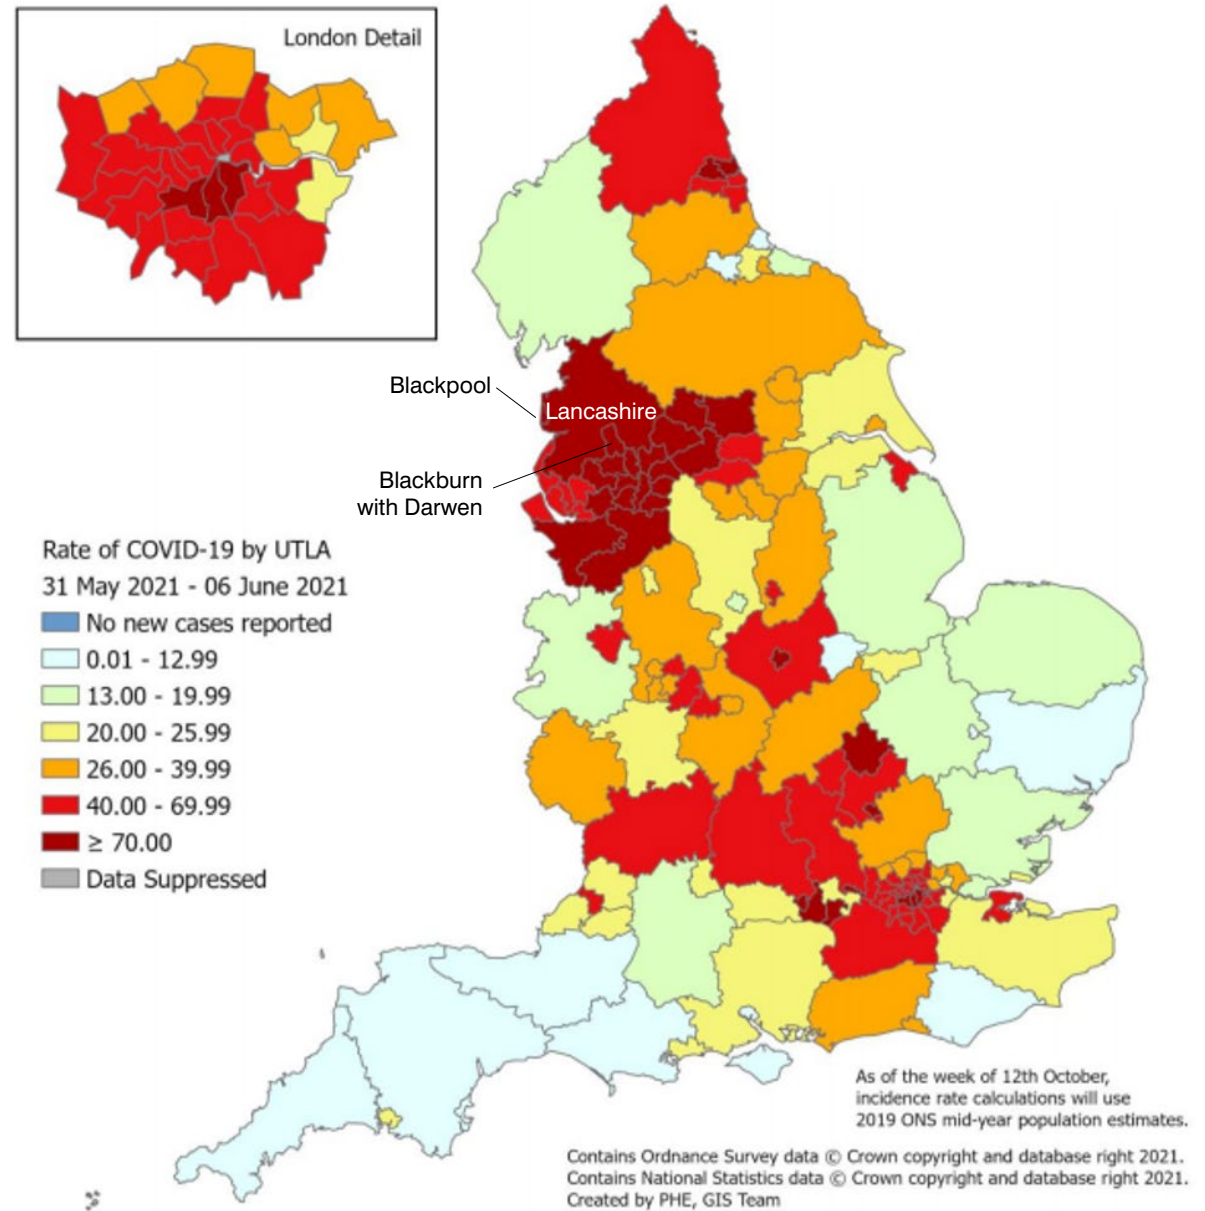 London Detail
Blackpool
Lancashire
Blackburn
with Darwen
Rate of COVID-19 by UTLA
31 May 2021 - 06 June 2021
No new cases reported
0.01 - 12.99
13.00 - 19.99
20.00 - 25.99
26.00 - 39.99
40.00 - 69.99
≥ 70.00
Data Suppressed
As of the week of 12th October,
incidence rate calculations will use
2019 ONS mid-year population estimates.
Contains Ordnance Survey data © Crown copyright and database right 2021.
Contains National Statistics data © Crown copyright and database right 2021.
Created by PHE, GIS Team